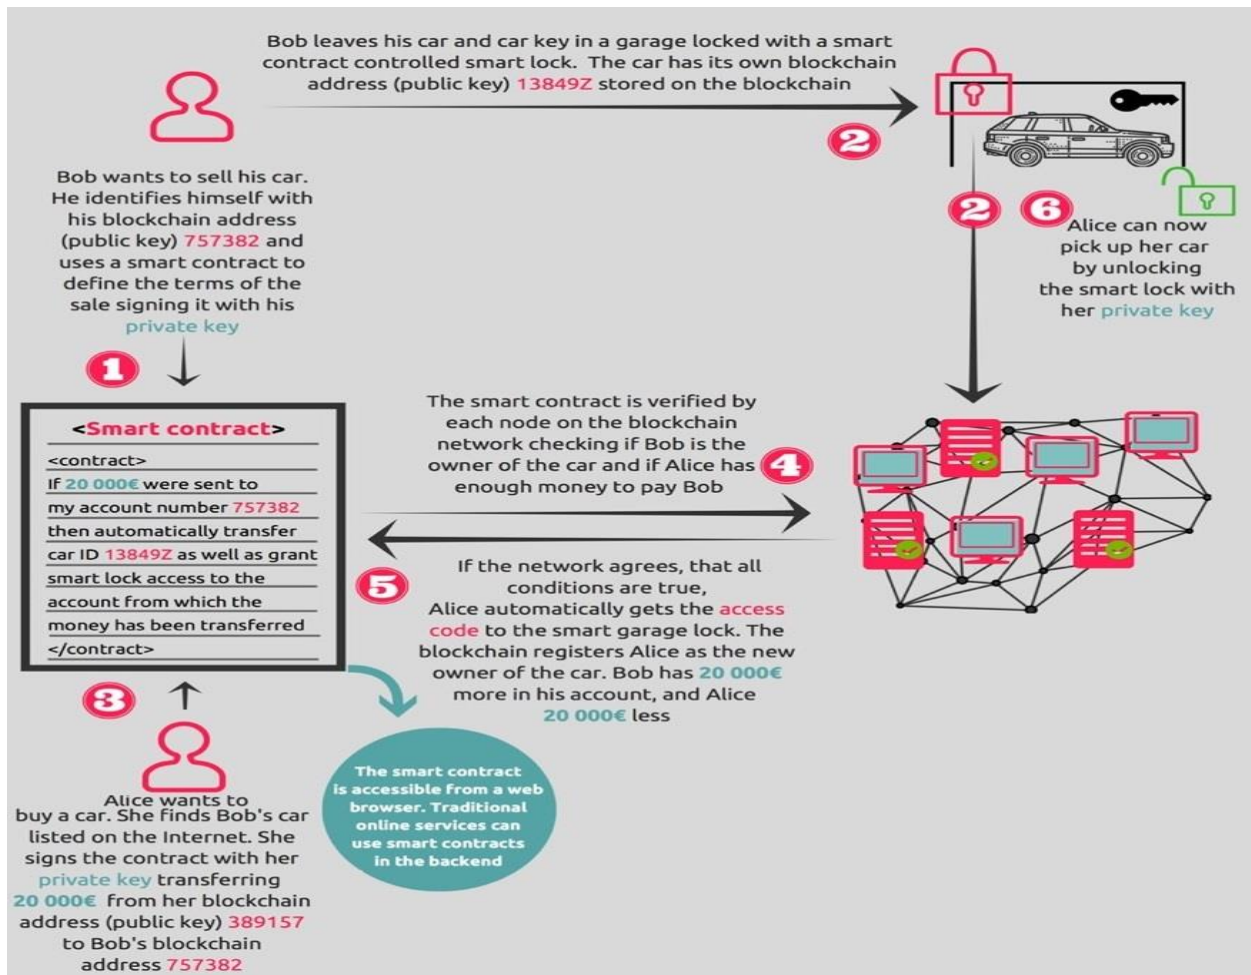 Bob leaves his car and car key in a garage locked with a smart
contract controlled smart lock. The car has its own blockchain
address (public key) 13849Z stored on the blockchain
2
Bob wants to sell his car.
He identifies himself with
his blockchain address
(public key) 757382 and
uses a smart contract to
define the terms of the
sale signing it with his
private key
1
2
6
Alice can now
pick up her car
by unlocking
the smart lock with
her private key
<Smart contract>
<contract>
If 20 000€ were sent to
my account number 757382
then automatically transfer
car ID 13849Z as well as grant
smart lock access to the
account from which the
money has been transferred
</contract>
The smart contract is verified by
each node on the blockchain
network checking if Bob is the
owner of the car and if Alice has
enough money to pay Bob
4
5
If the network agrees, that all
conditions are true,
Alice automatically gets the access
code to the smart garage lock. The
blockchain registers Alice as the new
owner of the car. Bob has 20 000€
more in his account, and Alice
20 000€ less
3
Alice wants to
buy a car. She finds Bob's car
listed on the Internet. She
signs the contract with her
private key transferring
20 000€ from her blockchain
address (public key) 389157
to Bob's blockchain
address 757382
The smart contract
is accessible from a web
browser. Traditional
online services can
use smart contracts
in the backend